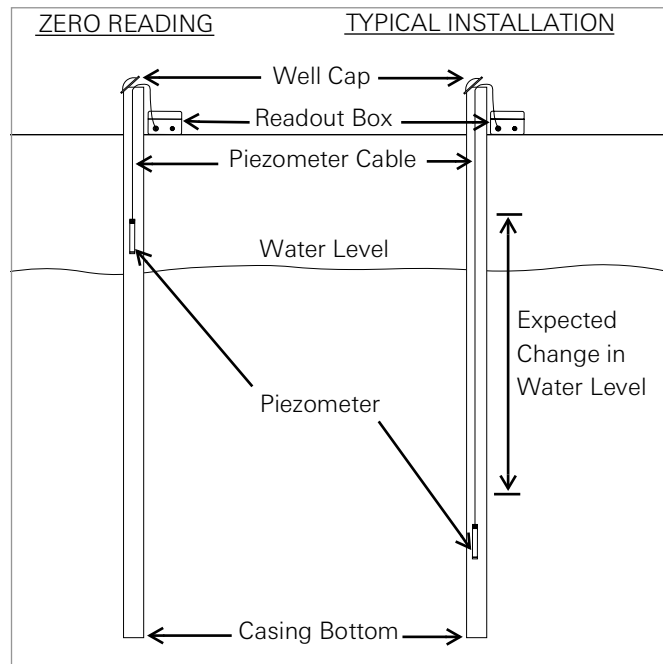 ZERO READING
TYPICAL INSTALLATION
Well Cap
Readout Box
Piezometer Cable
Water Level
Expected
Change in
Water Level
Piezometer
Casing Bottom